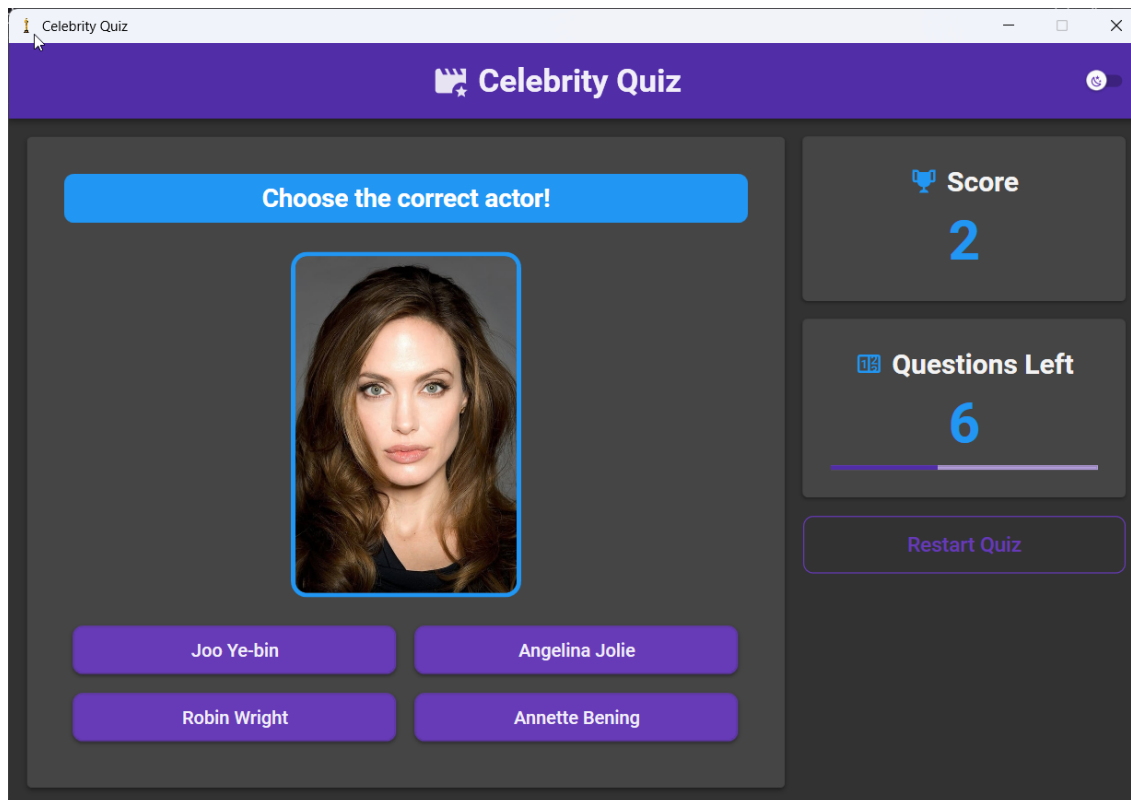 Celebrity Quiz
Celebrity Quiz
Choose the correct actor!
Score
2
Questions Left
6
Restart Quiz
Joo Ye-bin
Angelina Jolie
Robin Wright
Annette Bening